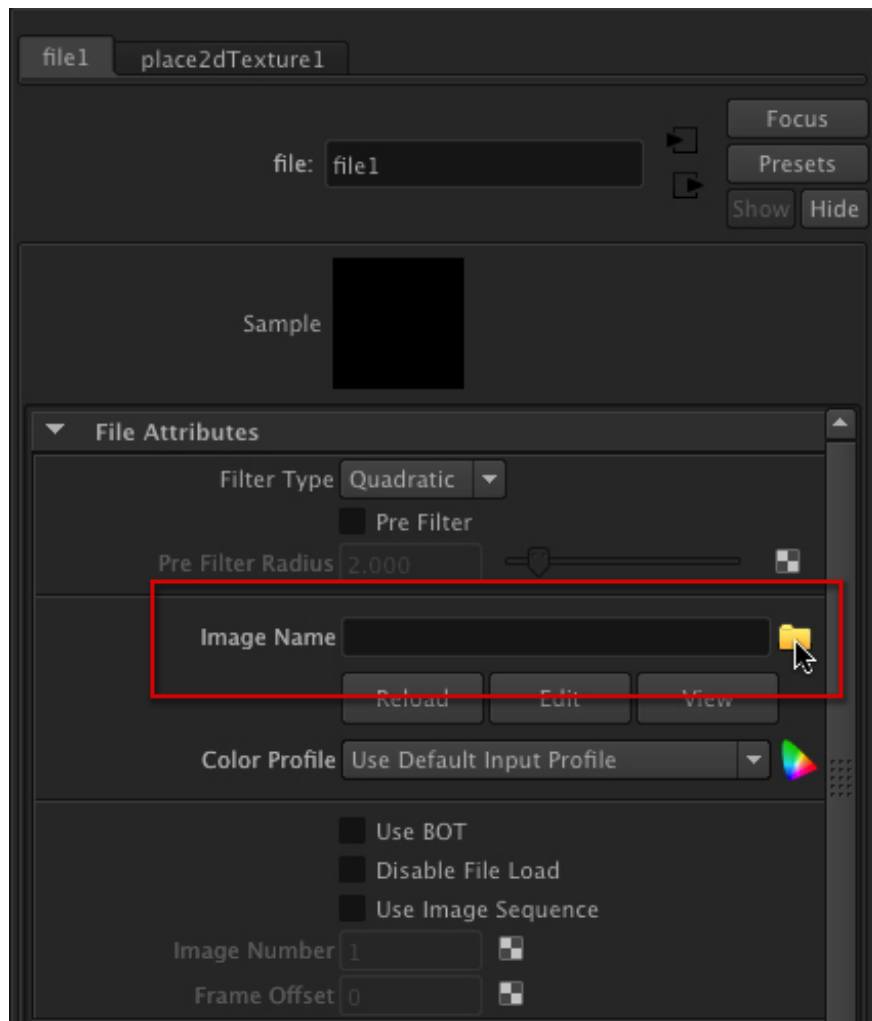 file1 place2dTexture1
Focus
file: file1
Presets
Show Hide
Sample
File Attributes
Filter Type Quadratic
Pre Filter
Pre Filter Radius 2.000
Image Name
Reload Edit View
Color Profile Use Default Input Profile
Use BOT
Disable File Load
Use Image Sequence
Image Number 1
Frame Offset 0